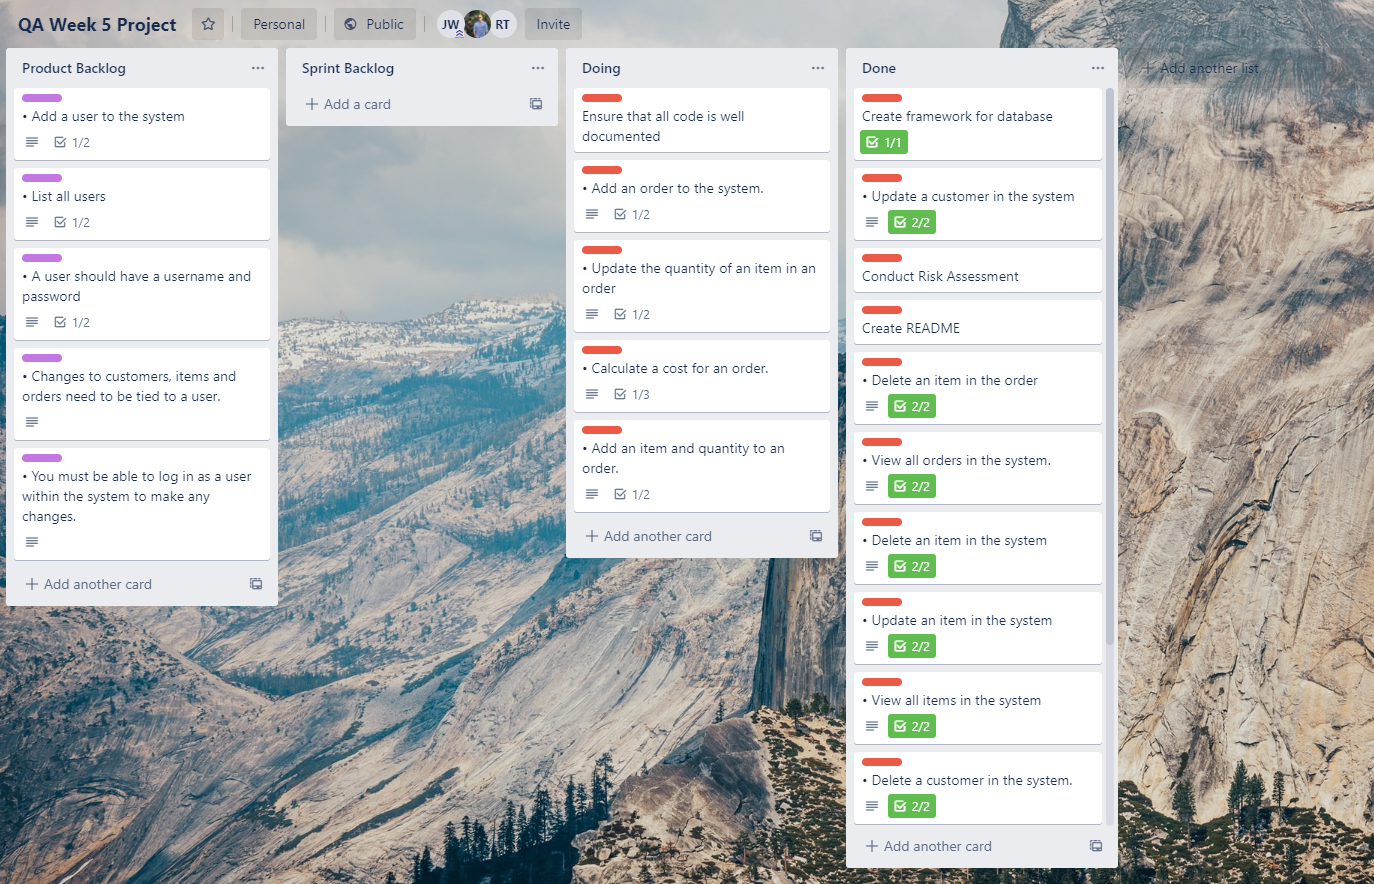 QA Week 5 Project
Personal
Public
JW
RT
Invite
Product Backlog
• Add a user to the system
1/2
• List all users
1/2
• A user should have a username and
password
1/2
• Changes to customers, items and
orders need to be tied to a user.
• You must be able to log in as a user
within the system to make any
changes.
+ Add another card
Sprint Backlog
+ Add a card
Doing
Ensure that all code is well
documented
• Add an order to the system.
1/2
• Update the quantity of an item in an
order
1/2
• Calculate a cost for an order.
1/3
• Add an item and quantity to an
order.
1/2
+ Add another card
Done
Create framework for database
1/1
• Update a customer in the system
2/2
Conduct Risk Assessment
Create README
• Delete an item in the order
2/2
• View all orders in the system.
2/2
• Delete an item in the system
2/2
• Update an item in the system
2/2
• View all items in the system
2/2
• Delete a customer in the system.
2/2
+ Add another card
+ Add another list